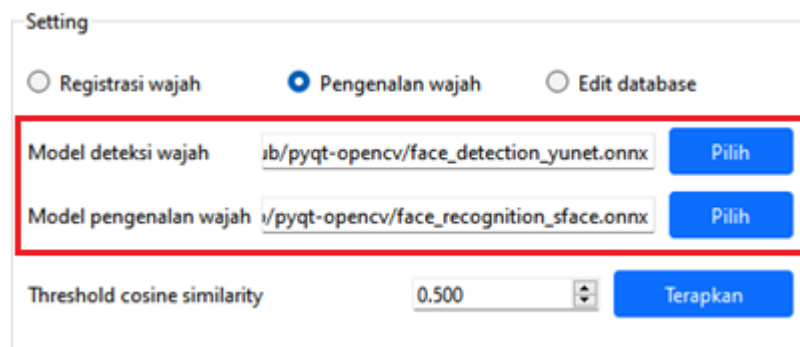 Setting
Registrasi wajah Pengenalan wajah Edit database
Model deteksi wajah ub/pyqt-opencv/face_detection_yunet.onnx Pilih
Model pengenalan wajah /pyqt-opencv/face_recognition_sface.onnx Pilih
Threshold cosine similarity 0.500 Terapkan